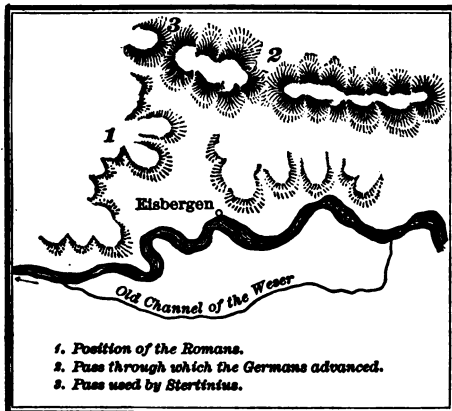 3
2
1
Eisbergen
Old Channel of the Weser
1. Position of the Romans.
2. Pass through which the Germans advanced.
3. Pass used by Stertinius.